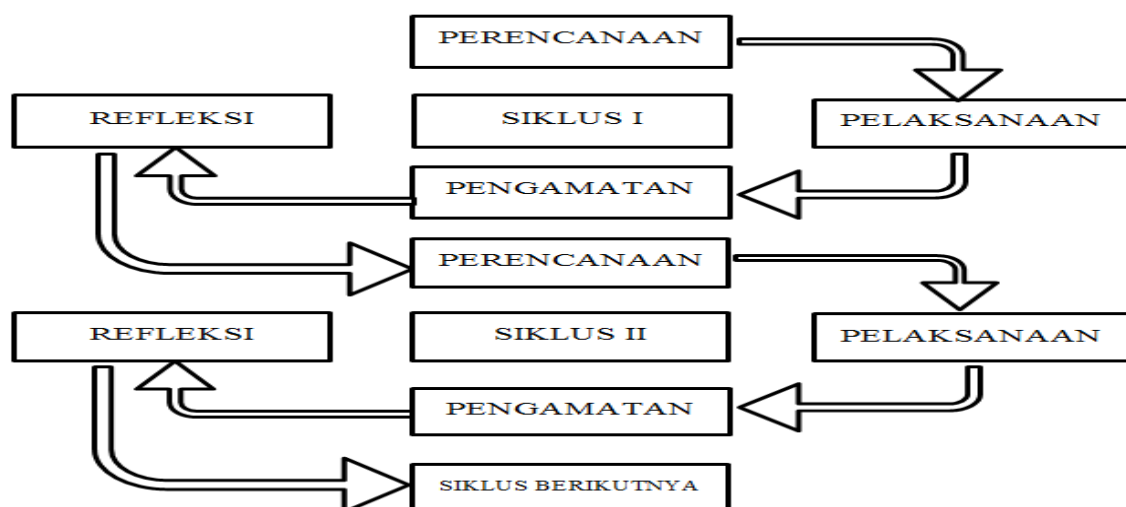 PERENCANAAN
REFLEKSI
SIKLUS I
PELAKSANAAN
PENGAMATAN
PERENCANAAN
REFLEKSI
SIKLUS II
PELAKSANAAN
PENGAMATAN
SIKLUS BERIKUTNYA